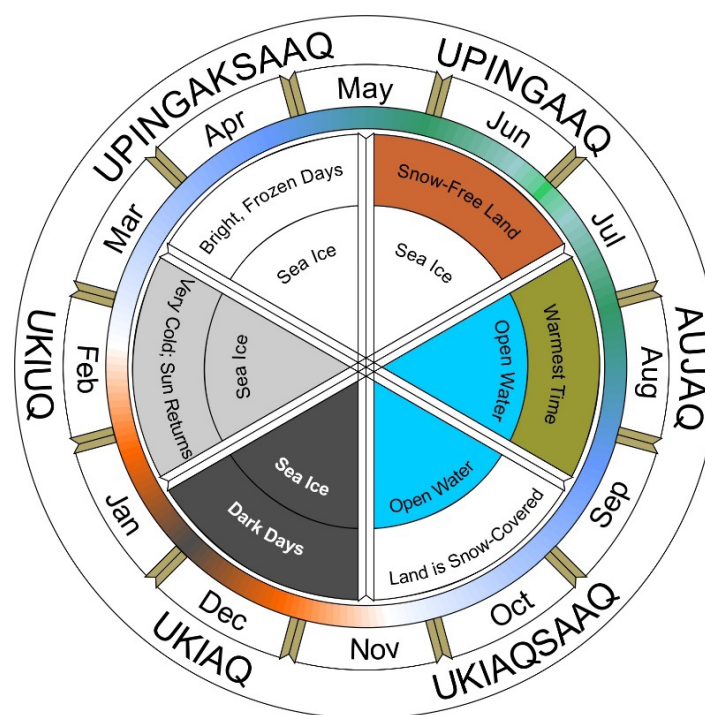 UPINGAKSAAQ
UPINGAAQ
AUJAQ
UKIAQSAAQ
UKIAQ
UKIUQ
May
Jun
Jul
Aug
Sep
Oct
Nov
Dec
Jan
Feb
Mar
Apr
Bright, Frozen Days
Sea Ice
Snow-Free Land
Sea Ice
Warmest Time
Open Water
Land is Snow-Covered
Open Water
Dark Days
Sea Ice
Very Cold; Sun Returns
Sea Ice